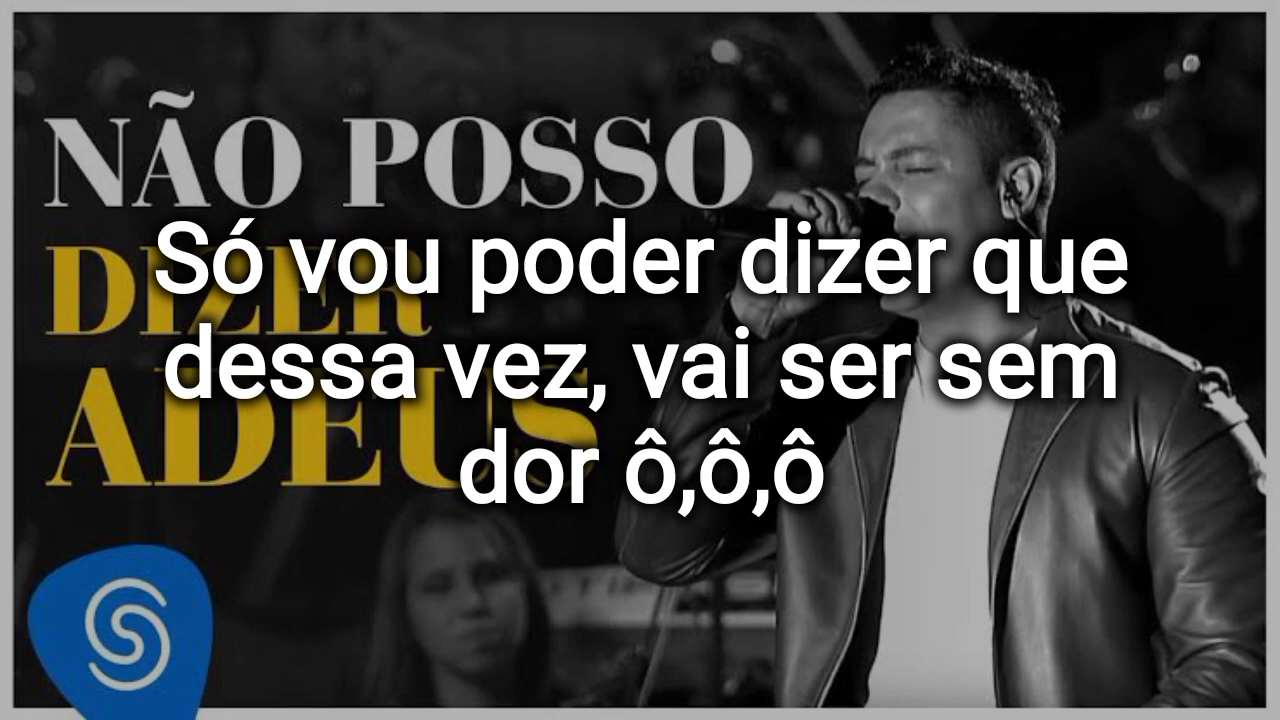 NÃO POSSO
DIZER
ADEUS
Só vou poder dizer que
dessa vez, vai ser sem
dor ô,ô,ô